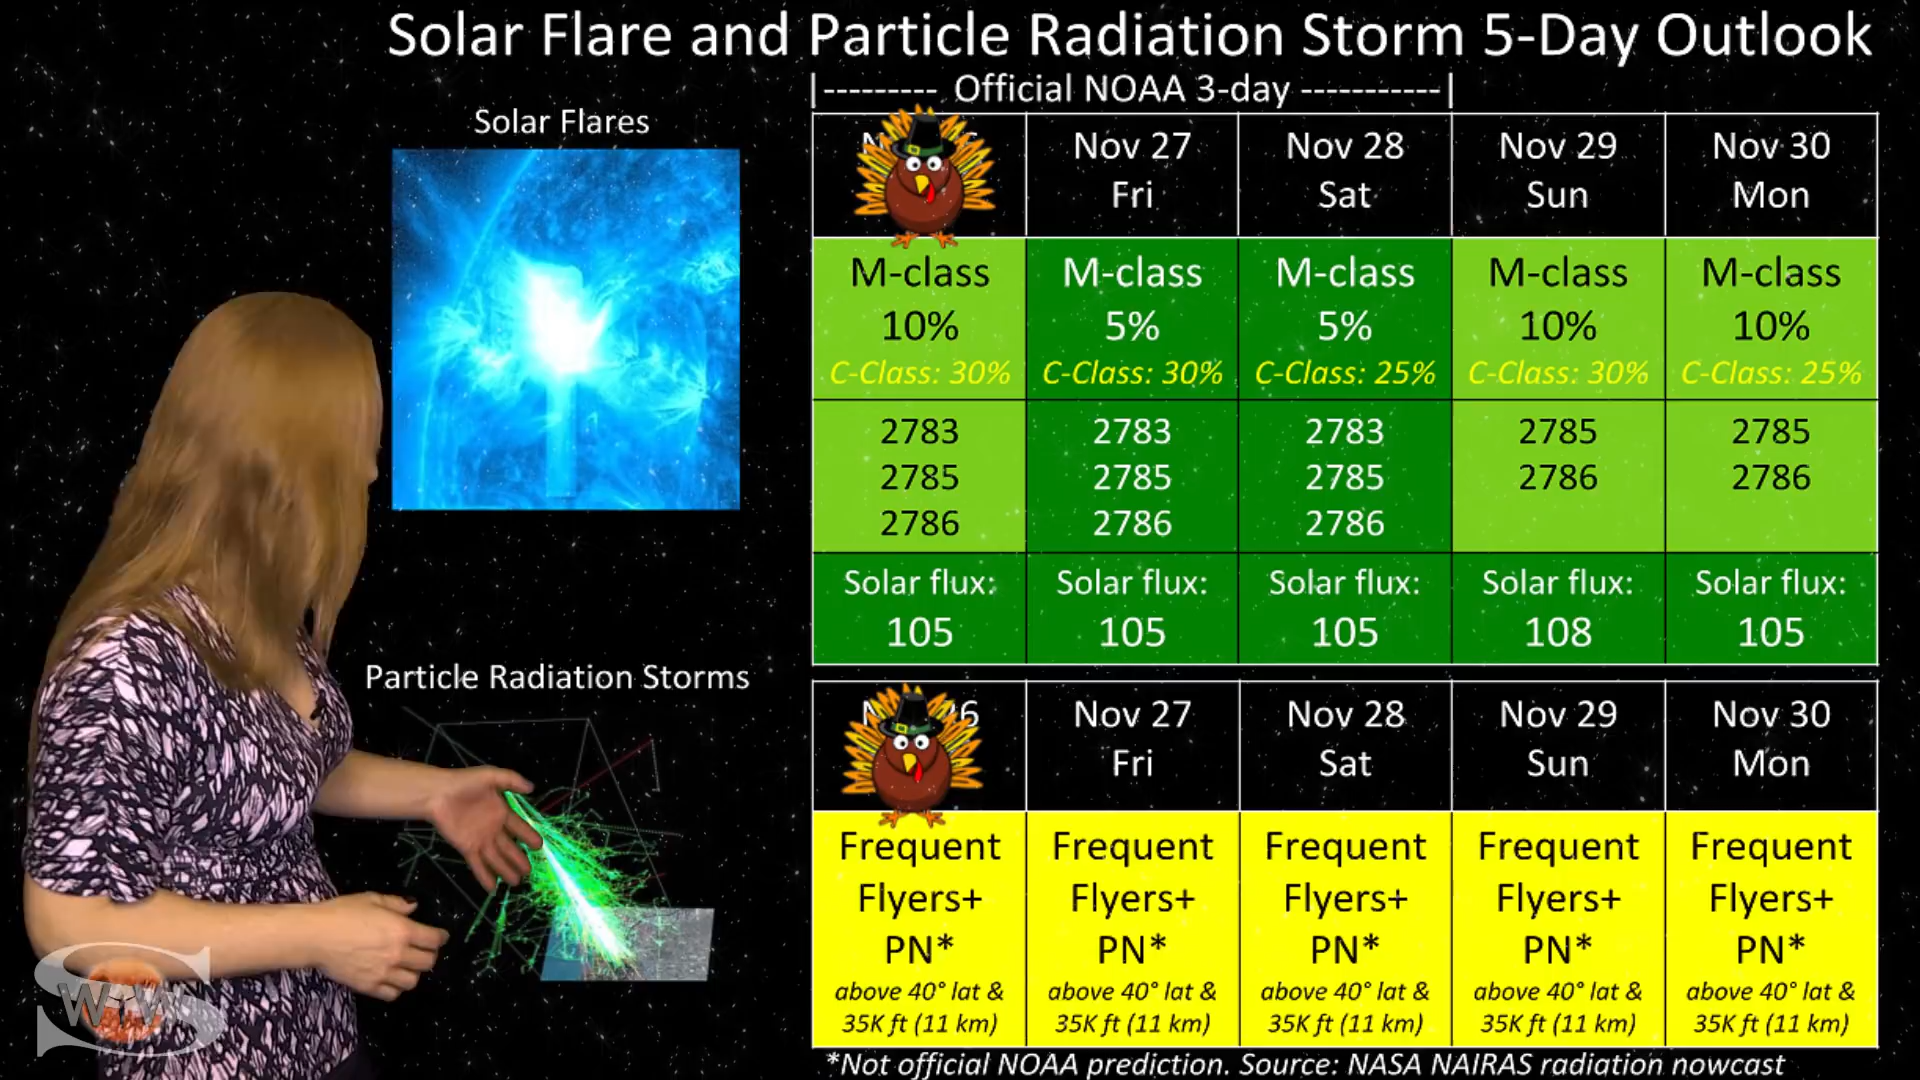 Solar Flare and Particle Radiation Storm 5-Day Outlook
|--------- Official NOAA 3-day -----------|
Solar Flares
Nov 27 Nov 28 Nov 29 Nov 30
Fri Sat Sun Mon
M-class M-class M-class M-class M-class
10% 5% 5% 10% 10%
C-Class: 30% C-Class: 30% C-Class: 25% C-Class: 30% C-Class: 25%
2783 2783 2783 2785 2785
2785 2785 2785 2786 2786
2786 2786 2786
Solar flux: Solar flux: Solar flux: Solar flux: Solar flux:
105 105 105 108 105
Particle Radiation Storms
Nov 27 Nov 28 Nov 29 Nov 30
Fri Sat Sun Mon
Frequent Frequent Frequent Frequent Frequent
Flyers+ Flyers+ Flyers+ Flyers+ Flyers+
PN* PN* PN* PN* PN*
above 40° lat & above 40° lat & above 40° lat & above 40° lat & above 40° lat &
35K ft (11 km) 35K ft (11 km) 35K ft (11 km) 35K ft (11 km) 35K ft (11 km)
*Not official NOAA prediction. Source: NASA NAIRAS radiation nowcast